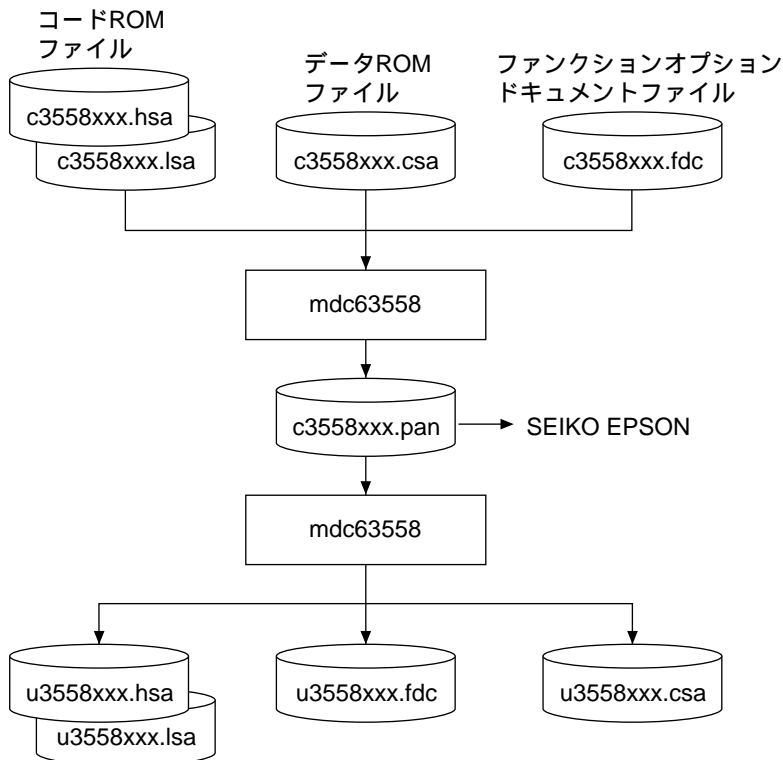 コードROM
ファイル
データROM
ファイル
ファンクションオプション
ドキュメントファイル
c3558xxx.hsa
c3558xxx.lsa
c3558xxx.csa
c3558xxx.fdc
mdc63558
c3558xxx.pan
SEIKO EPSON
mdc63558
u3558xxx.hsa
u3558xxx.lsa
u3558xxx.fdc
u3558xxx.csa